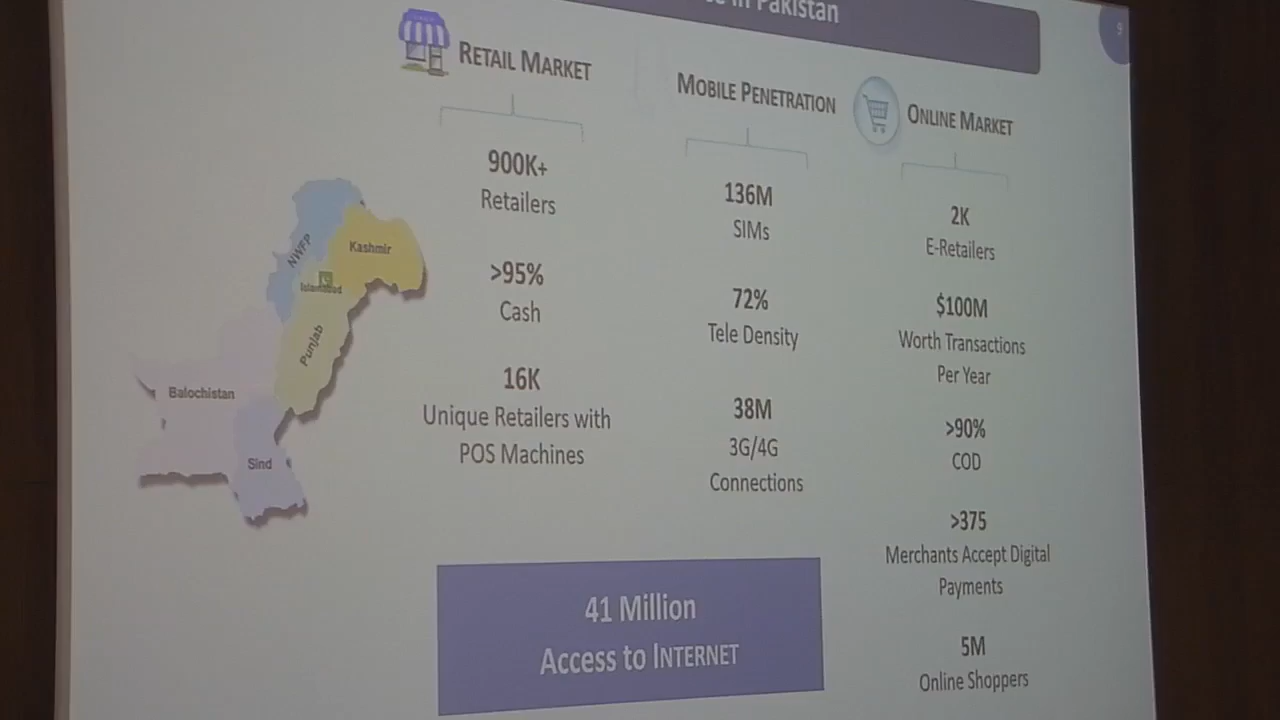 in Pakistan
9
RETAIL MARKET
900K+
Retailers
>95%
Cash
16K
Unique Retailers with
POS Machines
MOBILE PENETRATION
136M
SIMs
72%
Tele Density
38M
3G/4G
Connections
ONLINE MARKET
2K
E-Retailers
$100M
Worth Transactions
Per Year
>90%
COD
>375
Merchants Accept Digital
Payments
5M
Online Shoppers
NWFP
Kashmir
Islamabad
Punjab
Balochistan
Sind
41 Million
Access to INTERNET